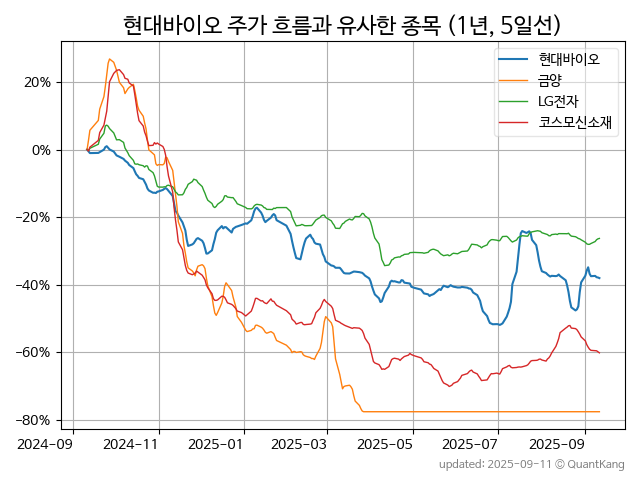 현대바이오 주가 흐름과 유사한 종목 (1년, 5일선)
현대바이오
금양
LG전자
코스모신소재
20%
0%
−20%
−40%
−60%
−80%
2024-09
2024-11
2025-01
2025-03
2025-05
2025-07
2025-09
updated: 2025-09-11 © QuantKang